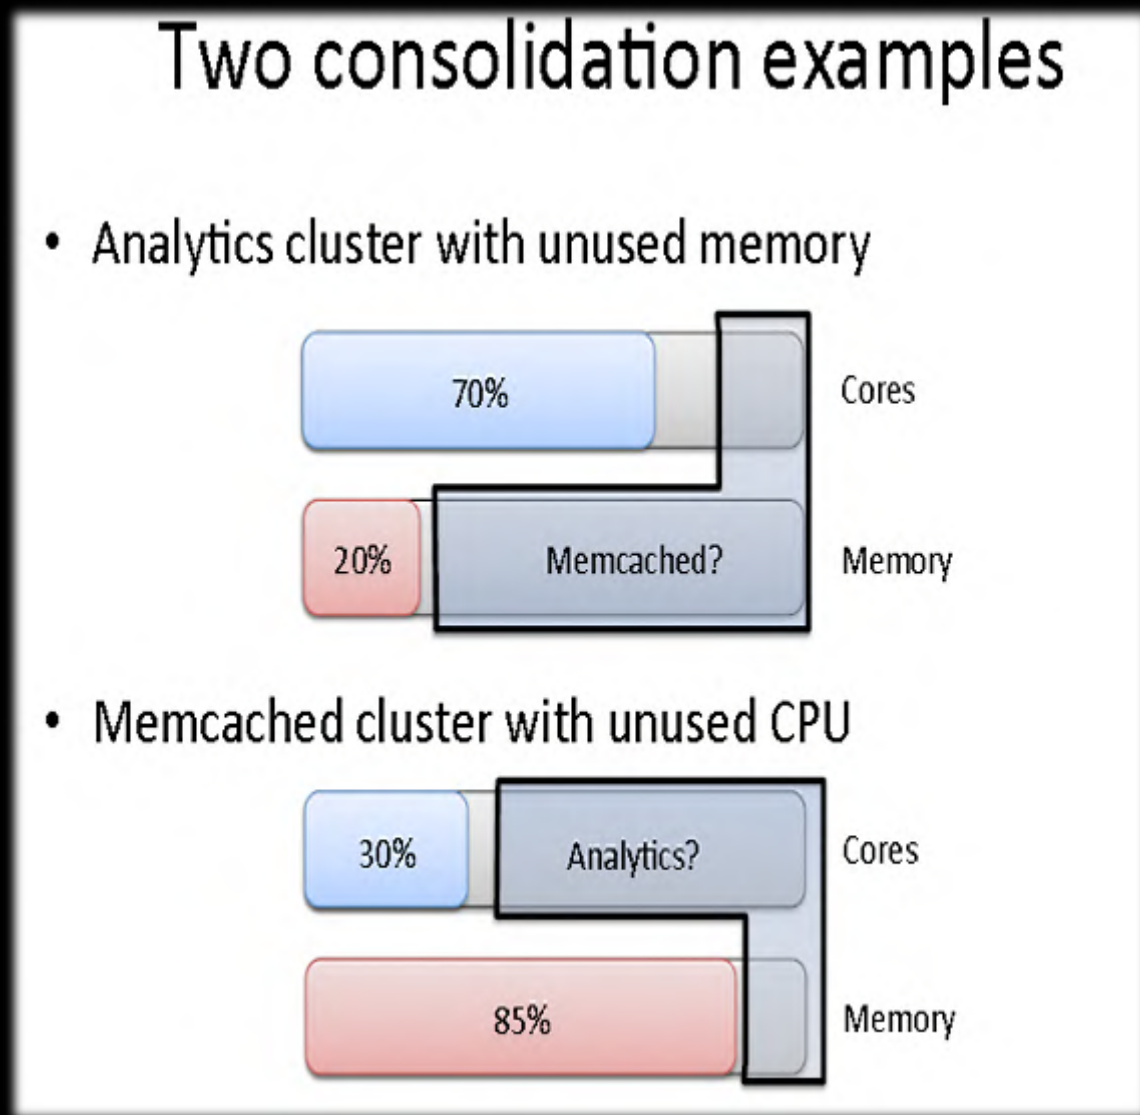 Two consolidation examples
• Analytics cluster with unused memory
70%
Cores
20%
Memcached?
Memory
• Memcached cluster with unused CPU
30%
Analytics?
Cores
85%
Memory